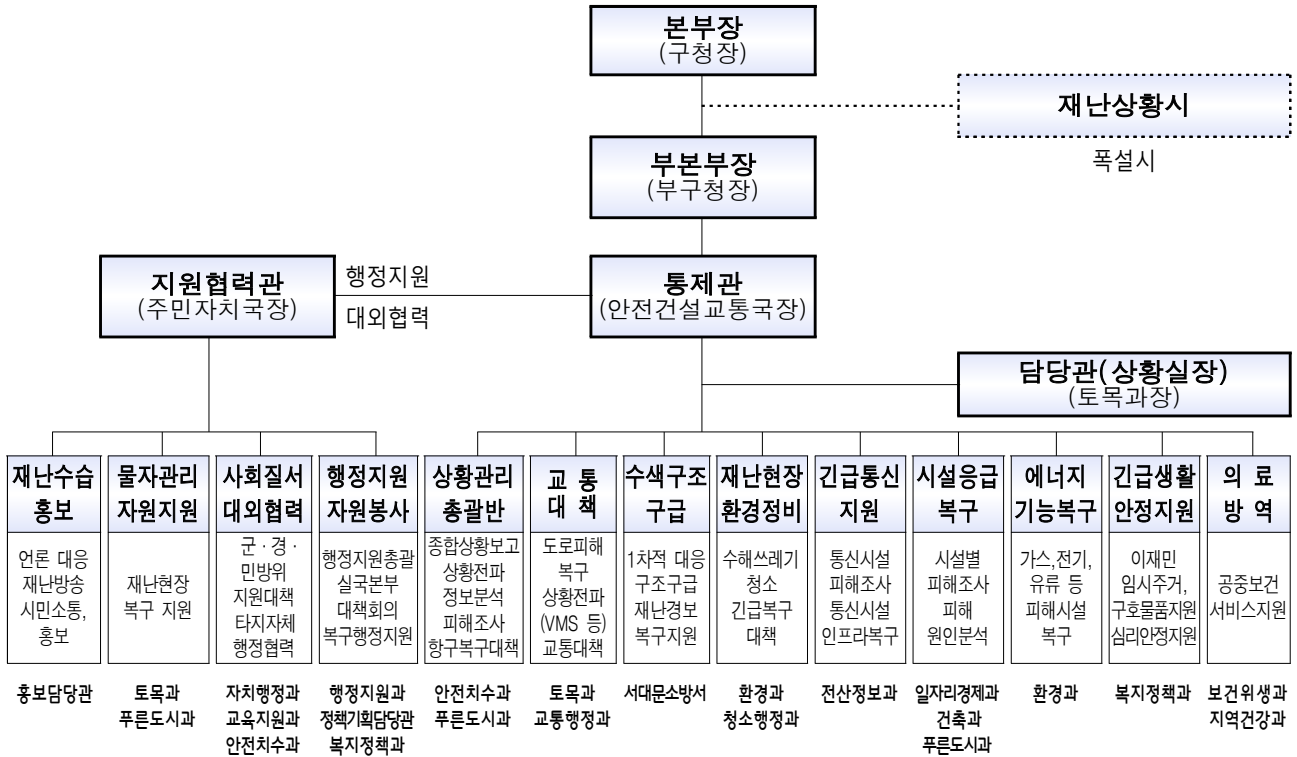 본부장
(구청장)
재난상황시
폭설시
부본부장
(부구청장)
지원협력관
(주민자치국장)
행정지원
대외협력
통제관
(안전건설교통국장)
담당관(상황실장)
(토목과장)
재난수습
홍보
언론 대응
재난방송
시민소통,
홍보
홍보담당관
물자관리
자원지원
재난현장
복구 지원
토목과
푸른도시과
사회질서
대외협력
군·경·
민방위
지원대책
타지자체
행정협력
자치행정과
교육지원과
안전치수과
행정지원
자원봉사
행정지원총괄
실국본부
대책회의
복구행정지원
행정지원과
정책기획담당관
복지정책과
상황관리
총괄반
종합상황보고
상황전파
정보분석
피해조사
항구복구대책
안전치수과
푸른도시과
교 통
대 책
도로피해
복구
상황전파
(VMS 등)
교통대책
토목과
교통행정과
수색구조
구급
1차적 대응
구조구급
재난경보
복구지원
서대문소방서
재난현장
환경정비
수해쓰레기
청소
긴급복구
대책
환경과
청소행정과
긴급통신
지원
통신시설
피해조사
통신시설
인프라복구
전산정보과
시설응급
복구
시설별
피해조사
피해
원인분석
일자리경제과
건축과
푸른도시과
에너지
기능복구
가스,전기,
유류 등
피해시설
복구
환경과
긴급생활
안정지원
이재민
임시주거,
구호물품지원
심리안정지원
복지정책과
의 료
방 역
공중보건
서비스지원
보건위생과
지역건강과